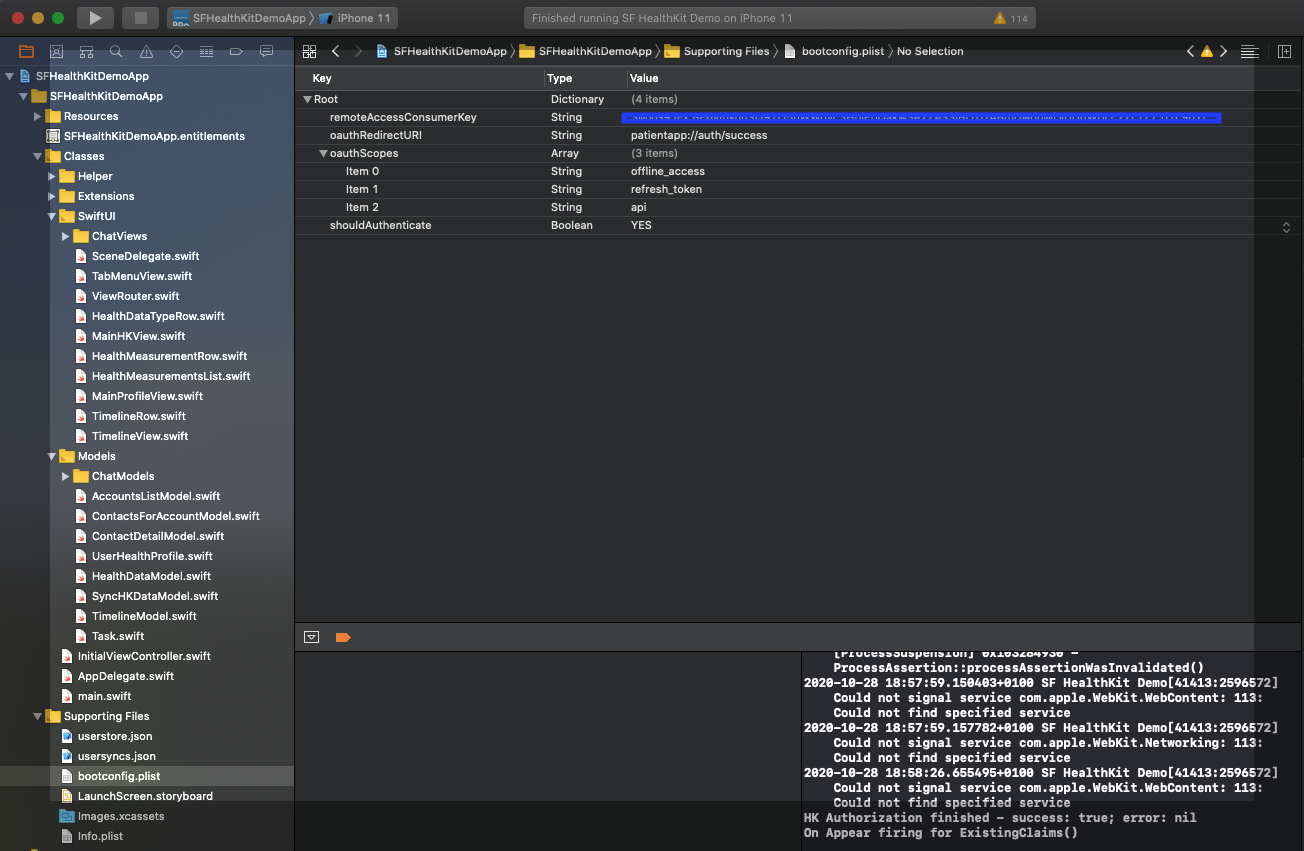 SFHealthKitDemoApp iPhone 11
Finished running SF HealthKit Demo on iPhone 11
114
SFHealthKitDemoApp SFHealthKitDemoApp Supporting Files bootconfig.plist No Selection
SFHealthKitDemoApp
SFHealthKitDemoApp
Resources
SFHealthKitDemoApp.entitlements
Classes
Helper
Extensions
SwiftUI
ChatViews
SceneDelegate.swift
TabMenuView.swift
ViewRouter.swift
HealthDataTypeRow.swift
MainHKView.swift
HealthMeasurementRow.swift
HealthMeasurementsList.swift
MainProfileView.swift
TimelineRow.swift
TimelineView.swift
Models
ChatModels
AccountsListModel.swift
ContactsForAccountModel.swift
ContactDetailModel.swift
UserHealthProfile.swift
HealthDataModel.swift
SyncHKDataModel.swift
TimelineModel.swift
Task.swift
InitialViewController.swift
AppDelegate.swift
main.swift
Supporting Files
userstore.json
usersyncs.json
bootconfig.plist
LaunchScreen.storyboard
Images.xcassets
Info.plist
Key Type Value
Root Dictionary (4 items)
remoteAccessConsumerKey String
oauthRedirectURI String patientapp://auth/success
oauthScopes Array (3 items)
Item 0 String offline_access
Item 1 String refresh_token
Item 2 String api
shouldAuthenticate Boolean YES
[ProcessSuspension] 0x103284930 -
ProcessAssertion::processAssertionWasInvalidated()
2020-10-28 18:57:59.150403+0100 SF HealthKit Demo[41413:2596572]
Could not signal service com.apple.WebKit.WebContent: 113:
Could not find specified service
2020-10-28 18:57:59.157782+0100 SF HealthKit Demo[41413:2596572]
Could not signal service com.apple.WebKit.Networking: 113:
Could not find specified service
2020-10-28 18:58:26.655495+0100 SF HealthKit Demo[41413:2596572]
Could not signal service com.apple.WebKit.WebContent: 113:
Could not find specified service
HK Authorization finished - success: true; error: nil
On Appear firing for ExistingClaims()